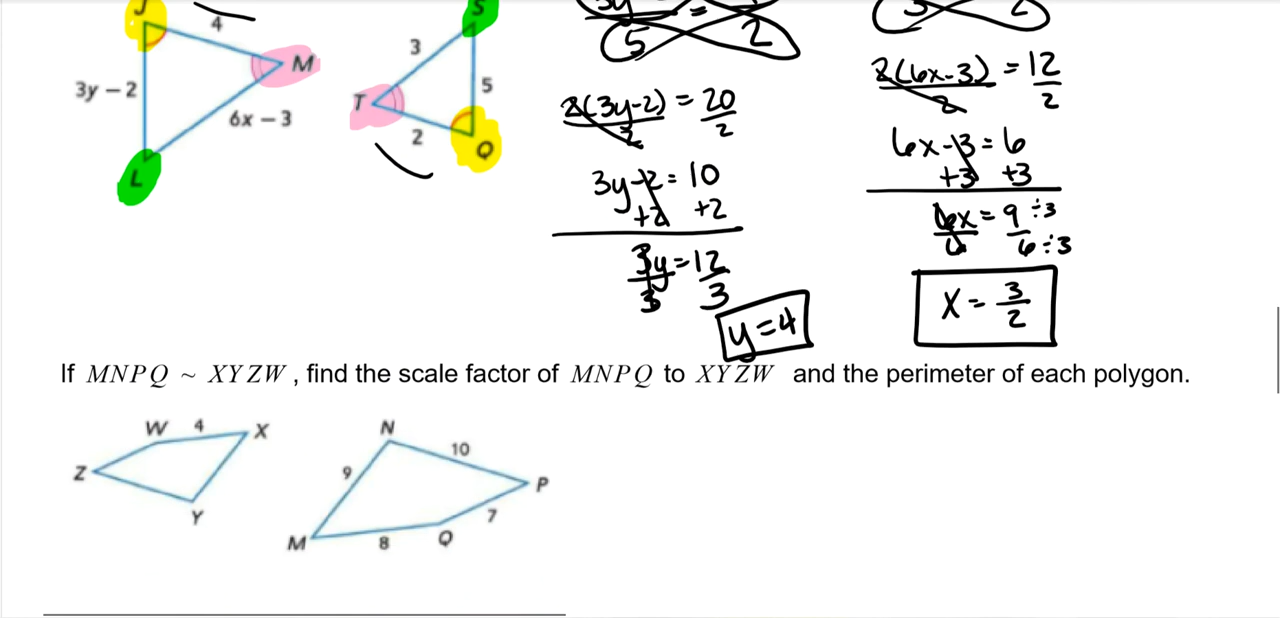 J
4
M
3y – 2
6x – 3
L
S
3
T
5
2
Q
=
5 2
2(3y-2) = 20
2 2
3y-2 = 10
+2 +2
3y = 12
3 3
y = 4
2(6x-3) = 12
2 2
6x-3 = 6
+3 +3
6x = 9 ÷3
6 6 ÷3
x = 3
2
If MNPQ ~ XYZW , find the scale factor of MNPQ to XYZW and the perimeter of each polygon.
W 4 X
Z
Y
N
10
9
P
7
M
8
Q